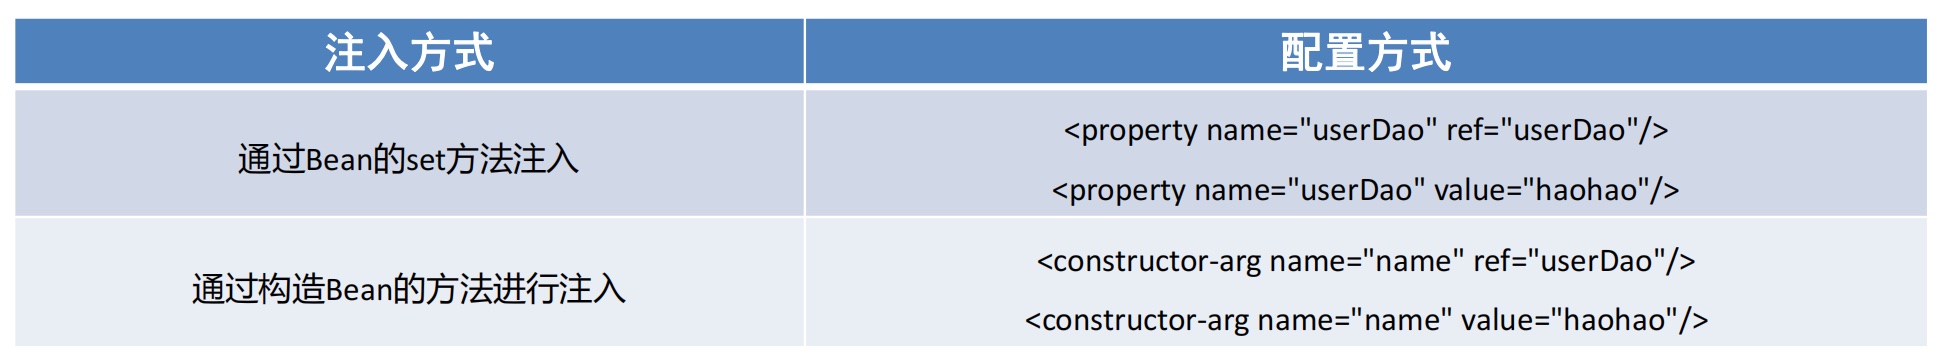 注入方式
配置方式
通过Bean的set方法注入
<property name="userDao" ref="userDao"/>
<property name="userDao" value="haohao"/>
通过构造Bean的方法进行注入
<constructor-arg name="name" ref="userDao"/>
<constructor-arg name="name" value="haohao"/>